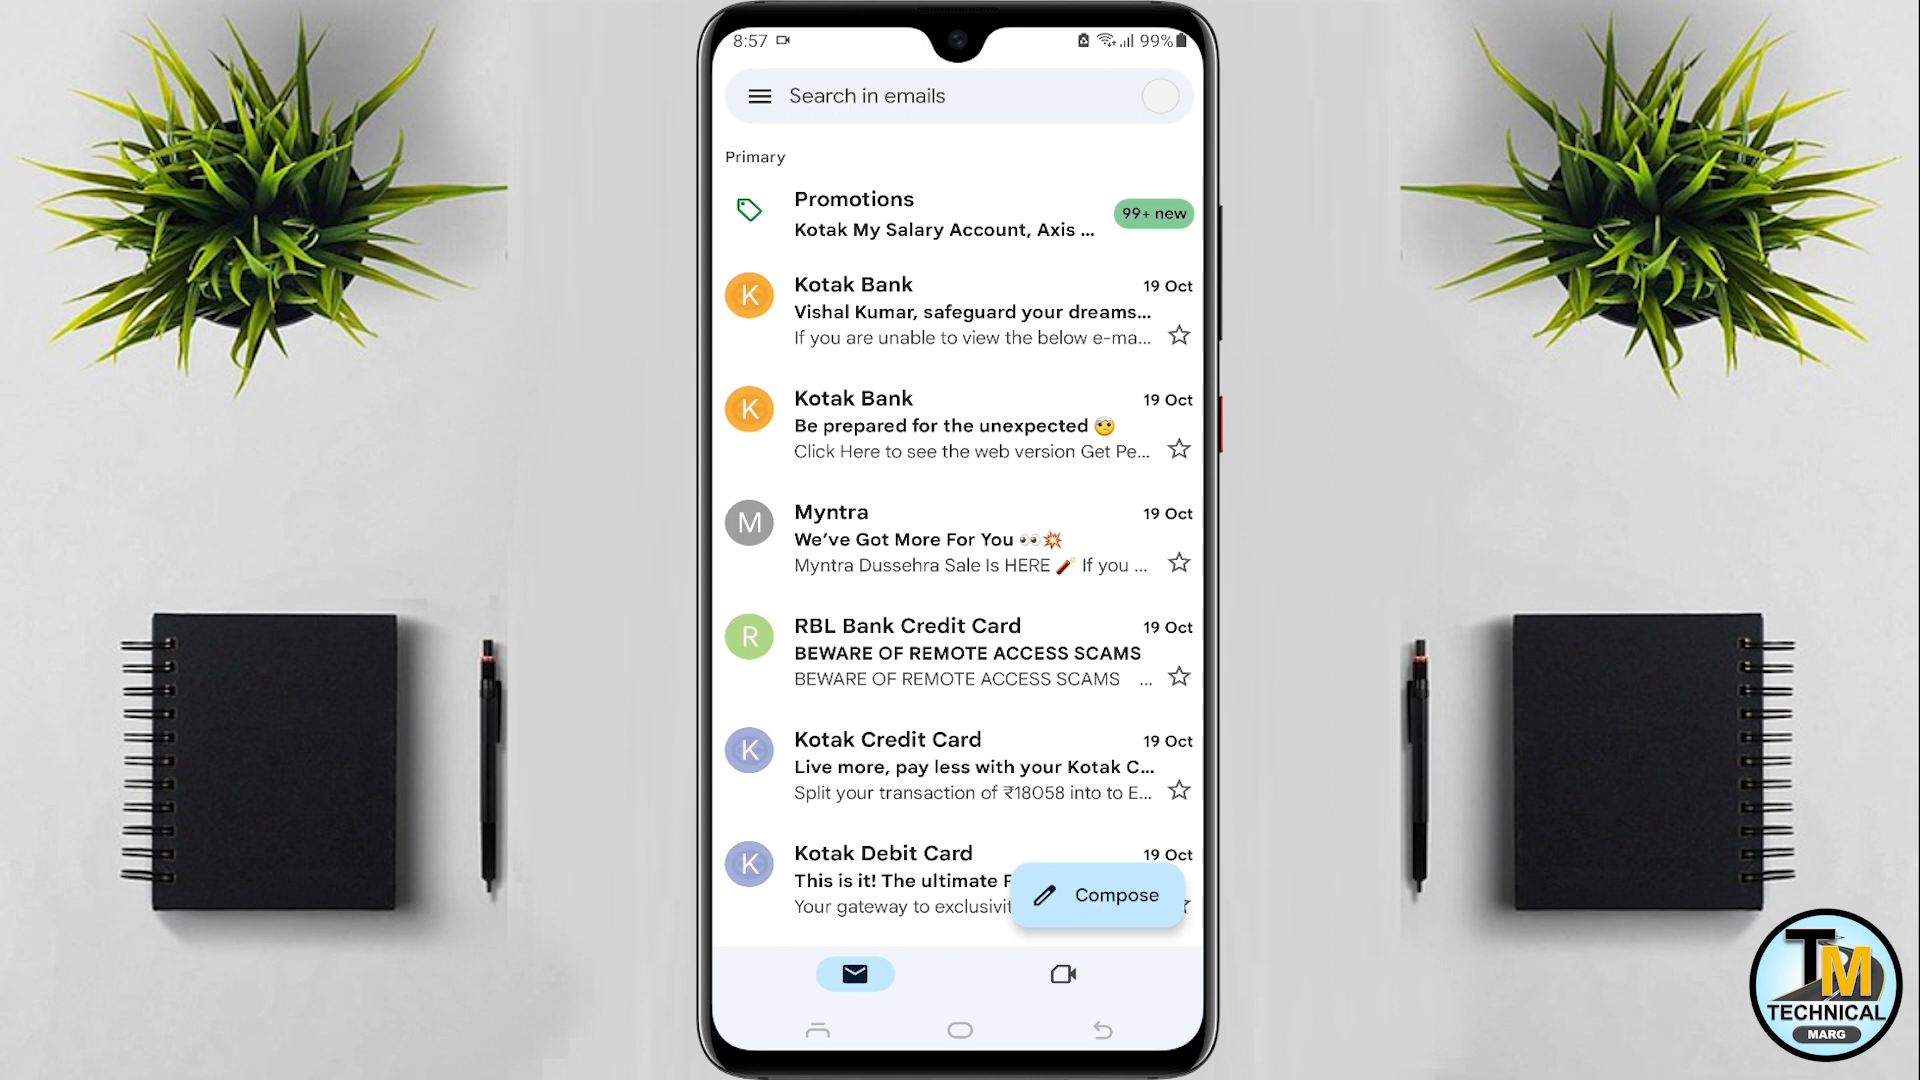 8:57
99%
Search in emails
Primary
Promotions
Kotak My Salary Account, Axis ...
99+ new
K
Kotak Bank
19 Oct
Vishal Kumar, safeguard your dreams...
If you are unable to view the below e-ma...
K
Kotak Bank
19 Oct
Be prepared for the unexpected 🤕
Click Here to see the web version Get Pe...
M
Myntra
19 Oct
We’ve Got More For You 👀💥
Myntra Dussehra Sale Is HERE 🧨 If you ...
R
RBL Bank Credit Card
19 Oct
BEWARE OF REMOTE ACCESS SCAMS
BEWARE OF REMOTE ACCESS SCAMS ...
K
Kotak Credit Card
19 Oct
Live more, pay less with your Kotak C...
Split your transaction of ₹18058 into to E...
K
Kotak Debit Card
19 Oct
This is it! The ultimate
Your gateway to
Compose
TM
TECHNICAL
MARG